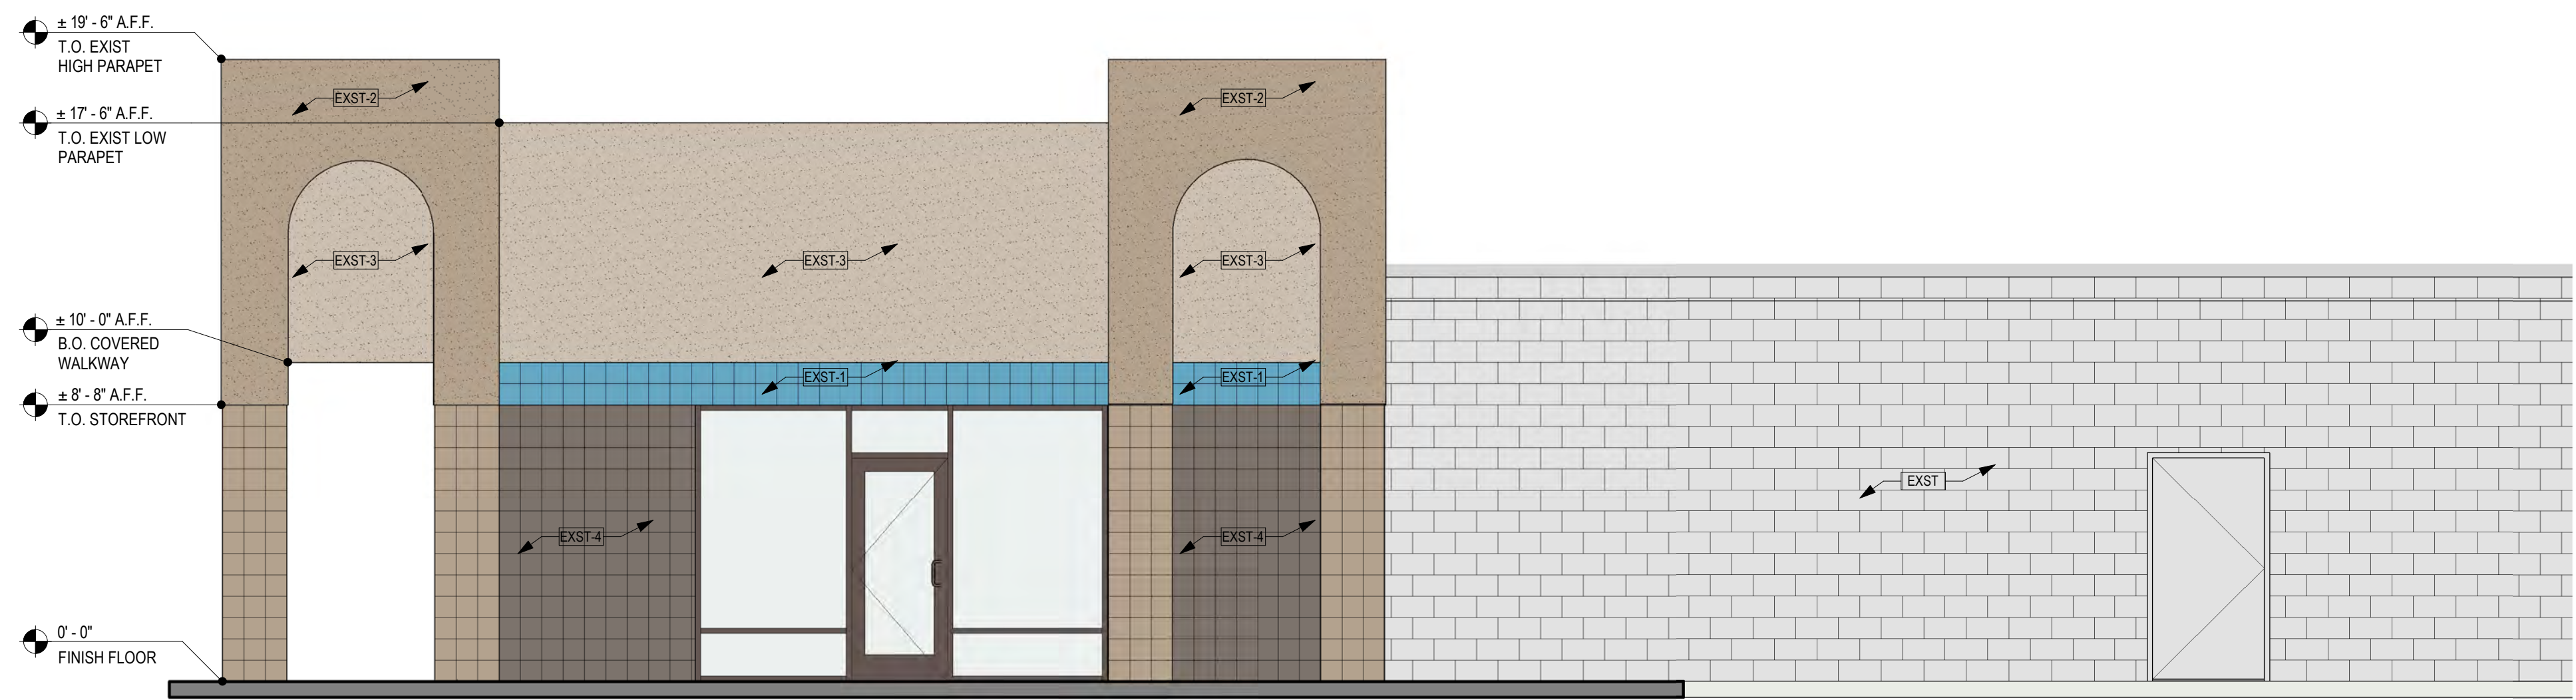 ± 19' - 6" A.F.F.
T.O. EXIST
HIGH PARAPET
± 17' - 6" A.F.F.
T.O. EXIST LOW
PARAPET
± 10' - 0" A.F.F.
B.O. COVERED
WALKWAY
± 8' - 8" A.F.F.
T.O. STOREFRONT
0' - 0"
FINISH FLOOR
EXST-2
EXST-2
EXST-3
EXST-3
EXST-3
EXST-1
EXST-1
EXST
EXST-4
EXST-4